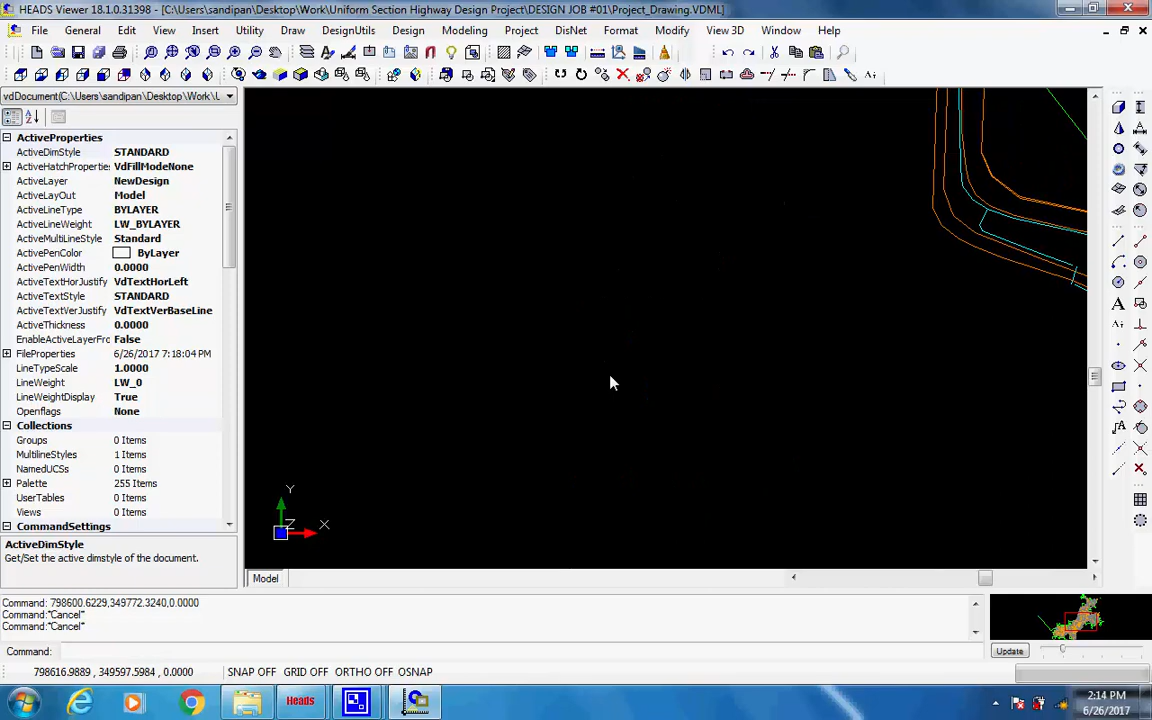 HEADS Viewer 18.1.0.31398 - [C:\Users\sandipan\Desktop\Work\Uniform Section Highway Design Project\DESIGN JOB #01\Project_Drawing.VDML]
File General Edit View Insert Utility Draw DesignUtils Design Modeling Project DisNet Format Modify View 3D Window Help
vdDocument(C:\Users\sandipan\Desktop\Work\U
ActiveProperties
ActiveDimStyle STANDARD
ActiveHatchPropertie: VdFillModeNone
ActiveLayer NewDesign
ActiveLayOut Model
ActiveLineType BYLAYER
ActiveLineWeight LW_BYLAYER
ActiveMultiLineStyle Standard
ActivePenColor ByLayer
ActivePenWidth 0.0000
ActiveTextHorJustify VdTextHorLeft
ActiveTextStyle STANDARD
ActiveTextVerJustify VdTextVerBaseLine
ActiveThickness 0.0000
EnableActiveLayerFro False
FileProperties 6/26/2017 7:18:04 PM
LineTypeScale 1.0000
LineWeight LW_0
LineWeightDisplay True
Openflags None
Collections
Groups 0 Items
MultilineStyles 1 Items
NamedUCSs 0 Items
Palette 255 Items
UserTables 0 Items
Views 0 Items
CommandSettings
ActiveDimStyle
Get/Set the active dimstyle of the document.
Y
Z X
Model
Command: 798600.6229,349772.3240,0.0000
Command:*Cancel*
Command:*Cancel*
Command:
Update
798616.9889 , 349597.5984 , 0.0000 SNAP OFF GRID OFF ORTHO OFF OSNAP
Heads
2:14 PM
6/26/2017